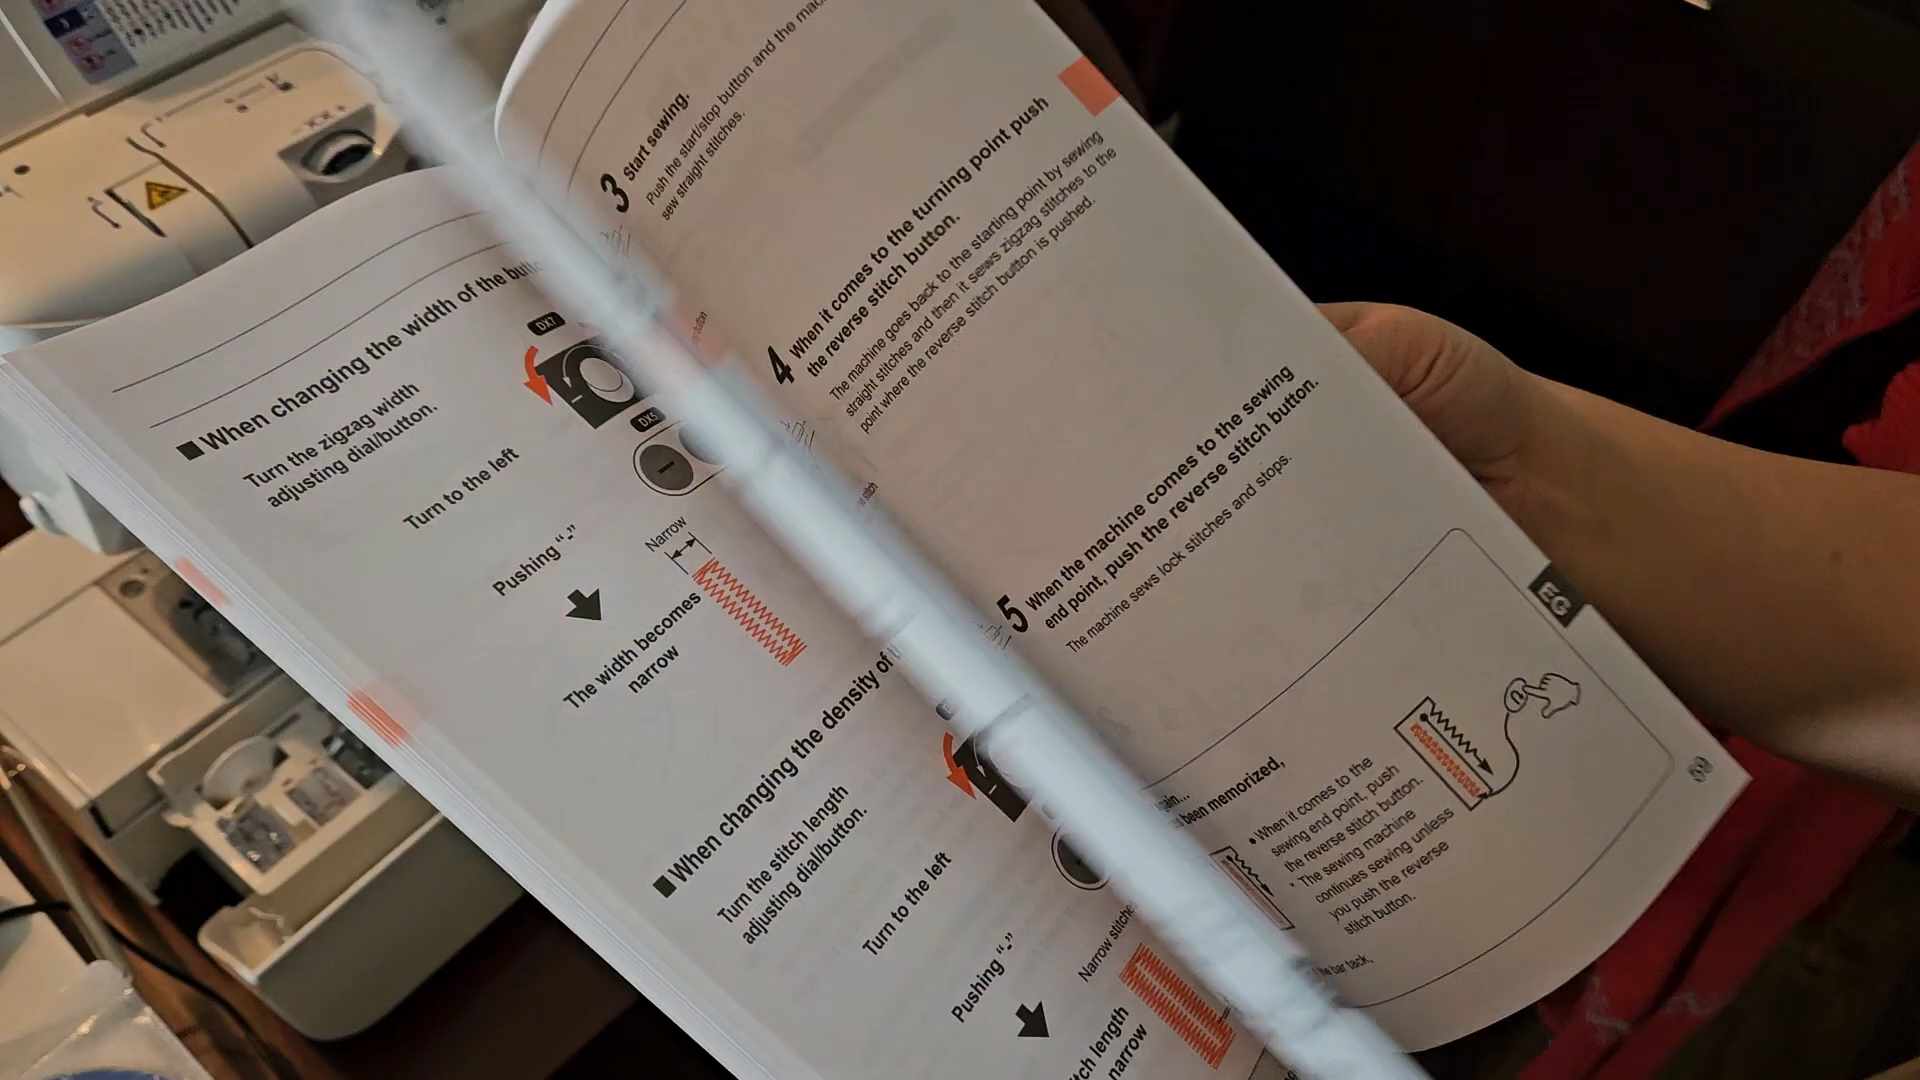 ■ When changing the width of the
Turn the zigzag width
adjusting dial/button.
DX7
Turn to the left
DX5
Pushing “-”
Narrow
The width becomes
narrow
■ When changing the density of
Turn the stitch length
adjusting dial/button.
Turn to the left
Pushing “-”
Narrow
narrow
3 Start sewing.
Push the start/stop button and the
sew straight stitches.
button
4 When it comes to the turning point push
the reverse stitch button.
The machine goes back to the starting point by sewing
straight stitches and then it sews zigzag stitches to the
point where the reverse stitch button is pushed.
stitch
5 When the machine comes to the sewing
end point, push the reverse stitch button.
The machine sews lock stitches and stops.
been memorized,
• When it comes to the
sewing end point, push
the reverse stitch button.
* The sewing machine
continues sewing unless
you push the reverse
stitch button.
bar tack,
EG
59